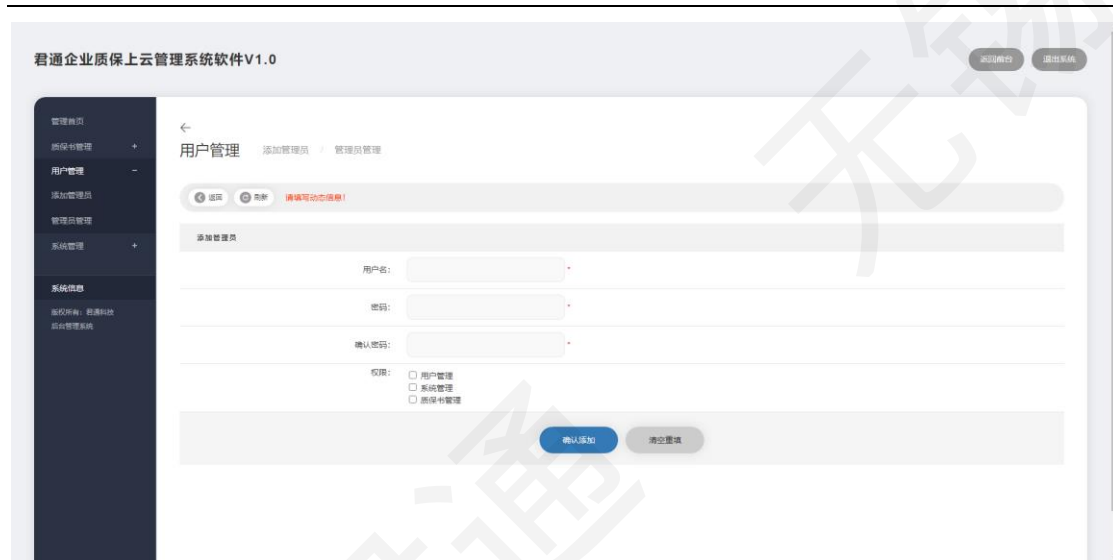 君通企业质保上云管理系统软件V1.0
返回前台 退出系统
管理首页
质保书管理 +
用户管理 -
添加管理员
管理员管理
系统管理 +
系统信息
版权所有：君通科技
后台管理系统
←
用户管理 添加管理员 / 管理员管理
返回 刷新 请填写动态信息！
添加管理员
用户名： *
密码： *
确认密码： *
权限： 用户管理
系统管理
质保书管理
确认添加 清空重填
无锡
君通